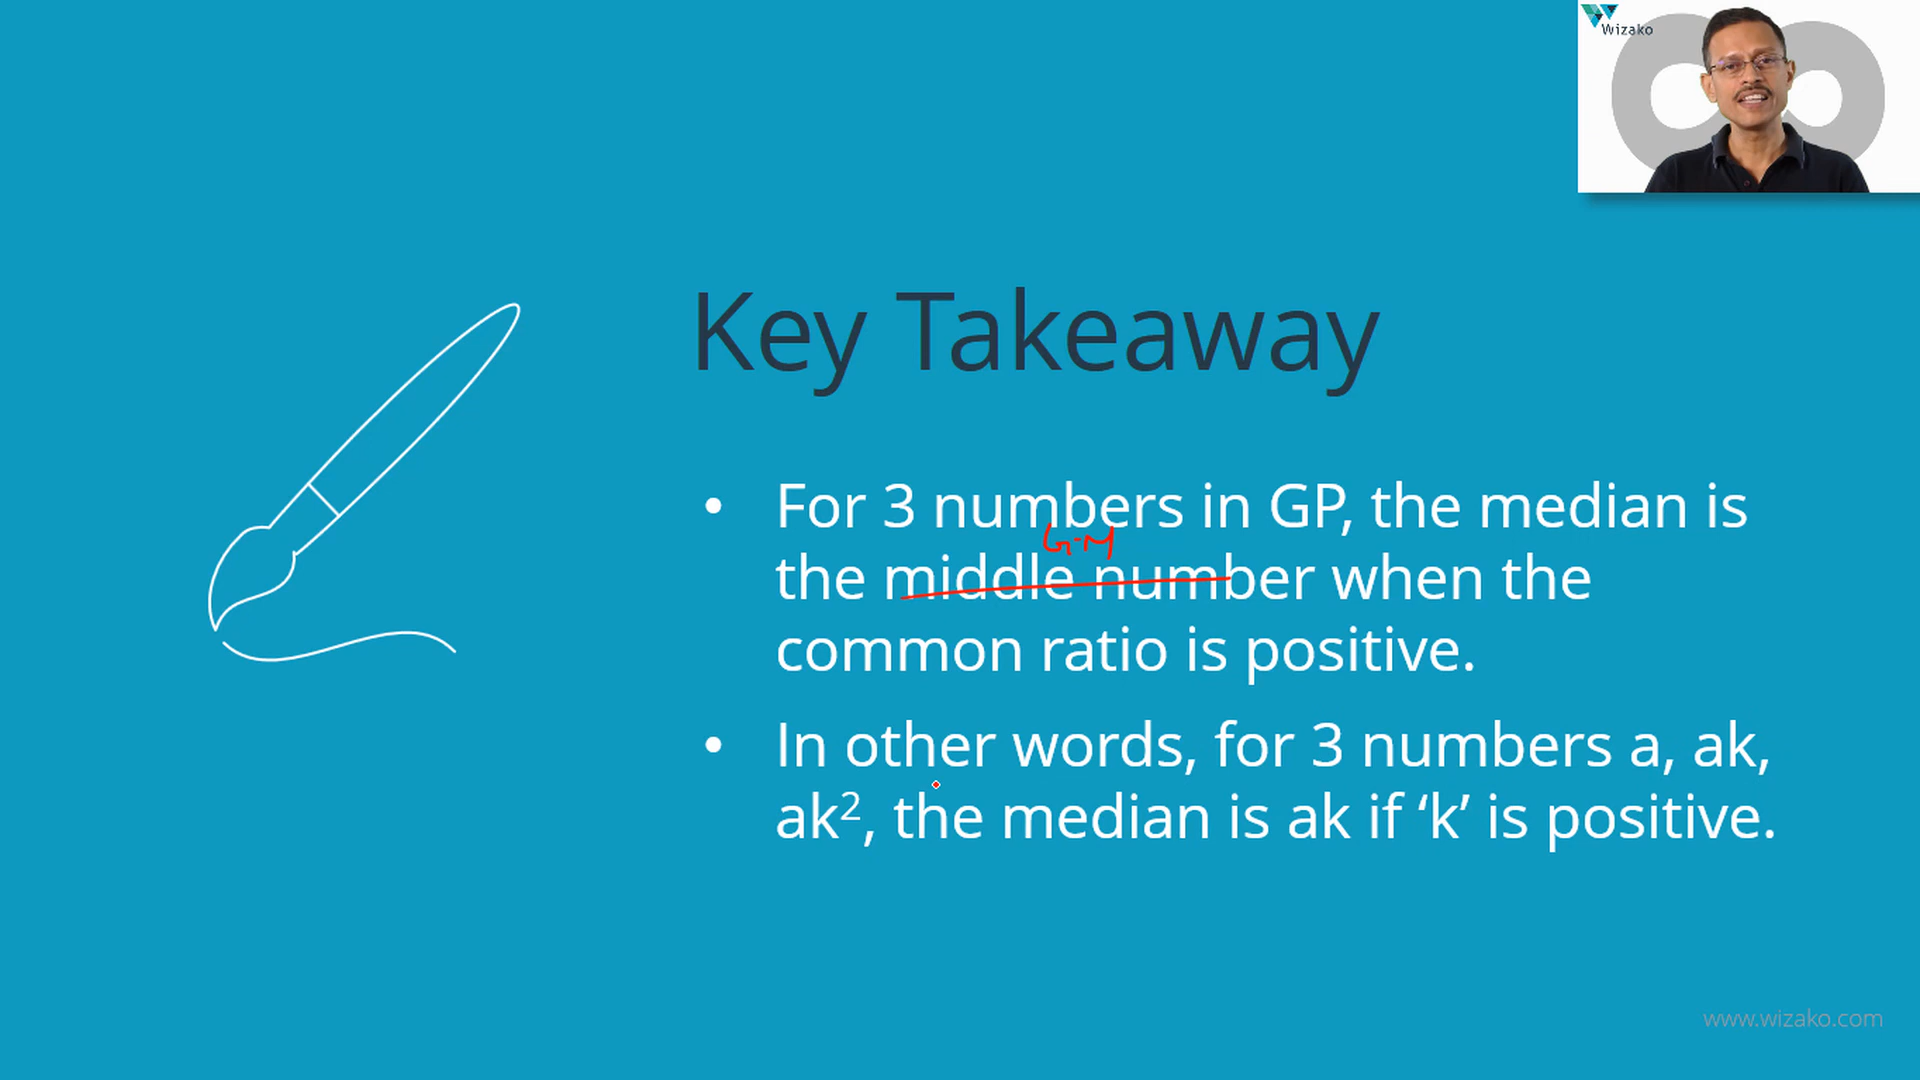 Wizako
Key Takeaway
• For 3 numbers in GP, the median is
G.M
the middle number when the
common ratio is positive.
• In other words, for 3 numbers a, ak,
ak², the median is ak if ‘k’ is positive.
www.wizako.com